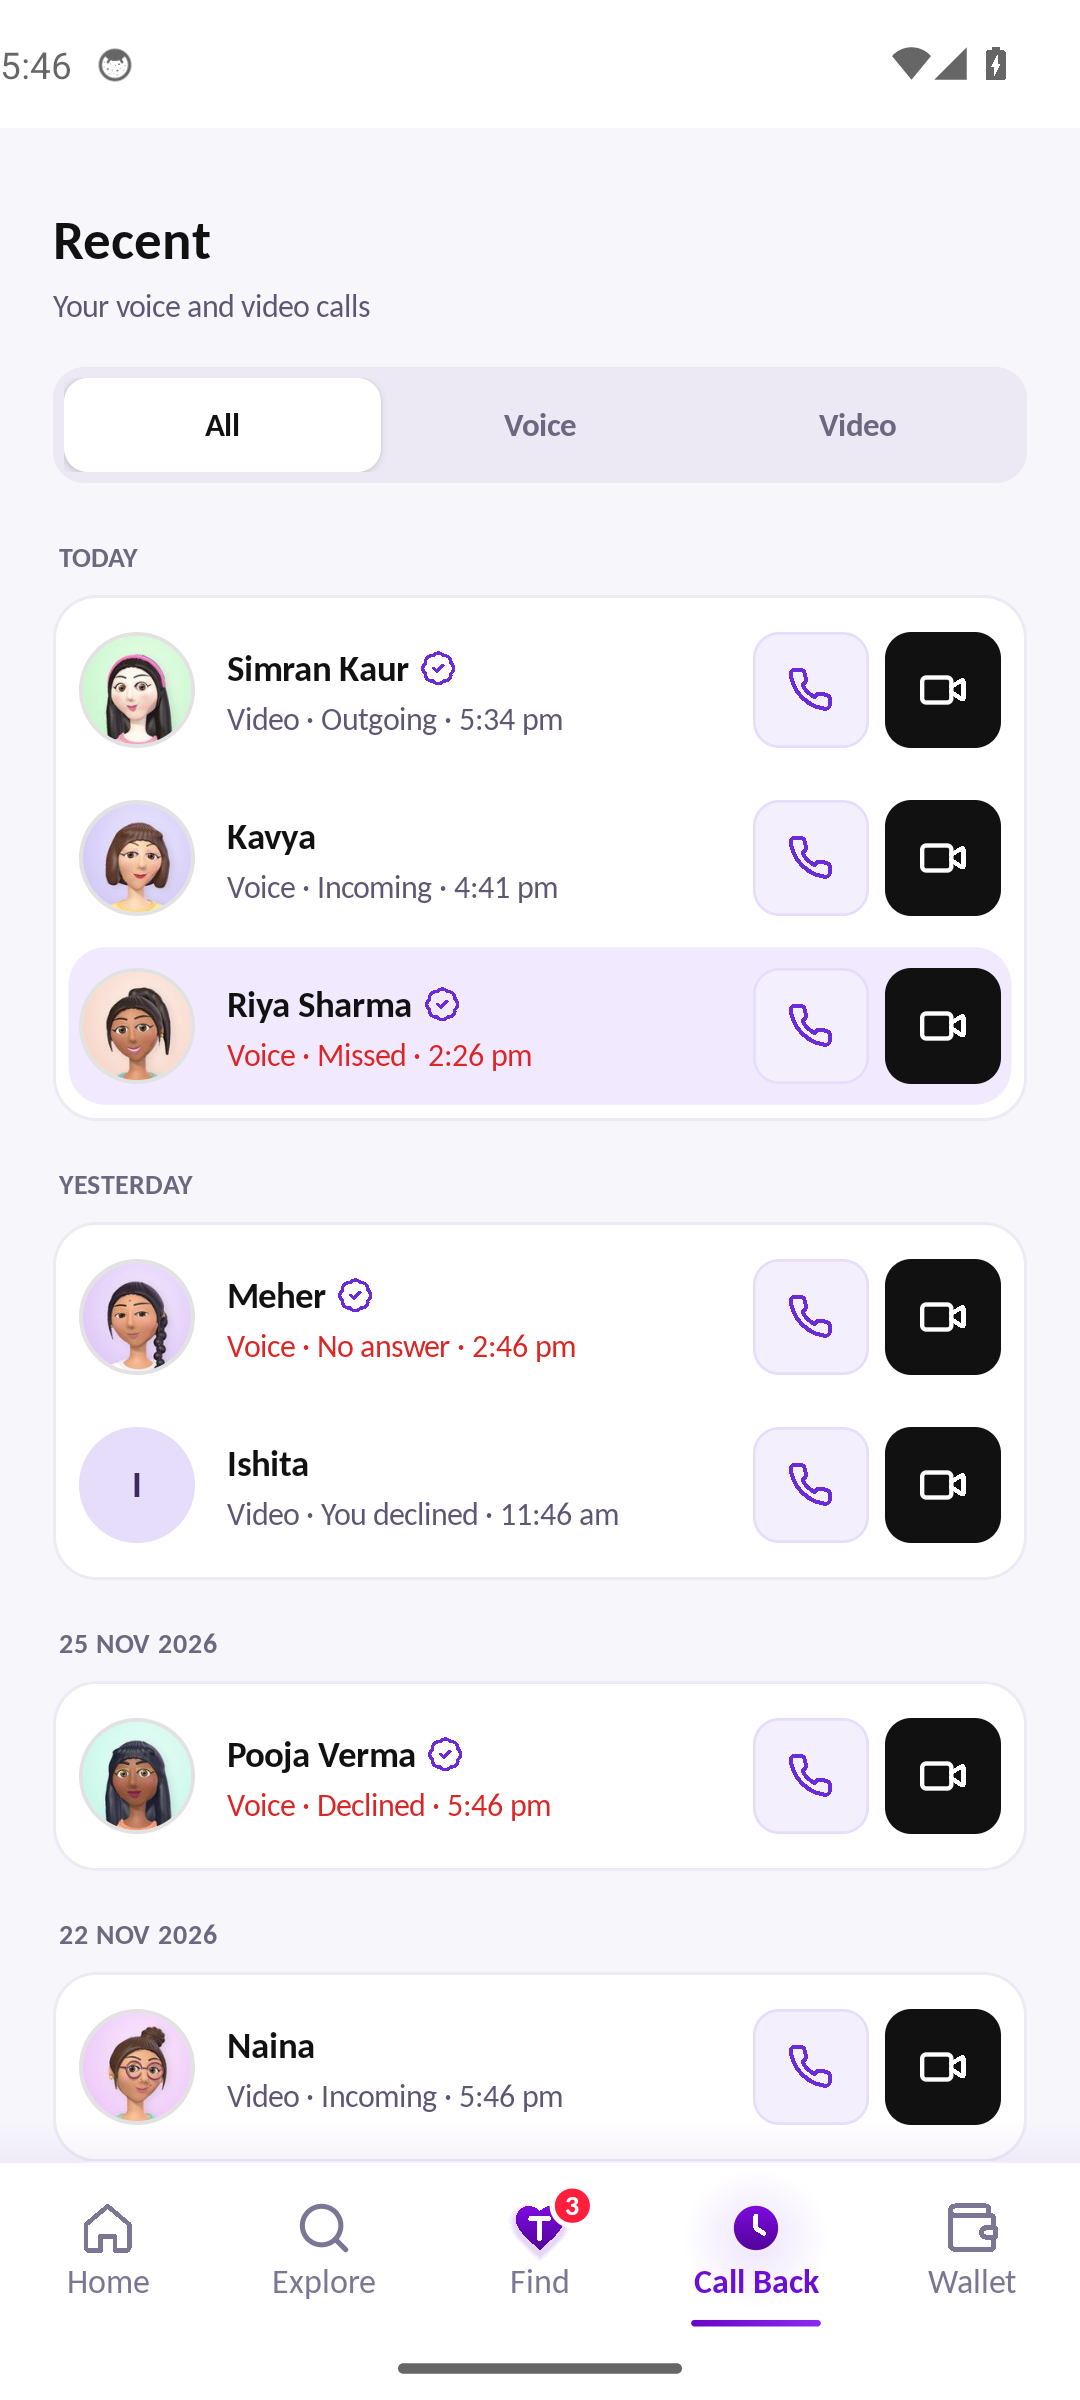 5:46
Recent
Your voice and video calls
All
Voice
Video
TODAY
Simran Kaur
Video · Outgoing · 5:34 pm
Kavya
Voice · Incoming · 4:41 pm
Riya Sharma
Voice · Missed · 2:26 pm
YESTERDAY
Meher
Voice · No answer · 2:46 pm
I
Ishita
Video · You declined · 11:46 am
25 NOV 2026
Pooja Verma
Voice · Declined · 5:46 pm
22 NOV 2026
Naina
Video · Incoming · 5:46 pm
T
3
Home
Explore
Find
Call Back
Wallet